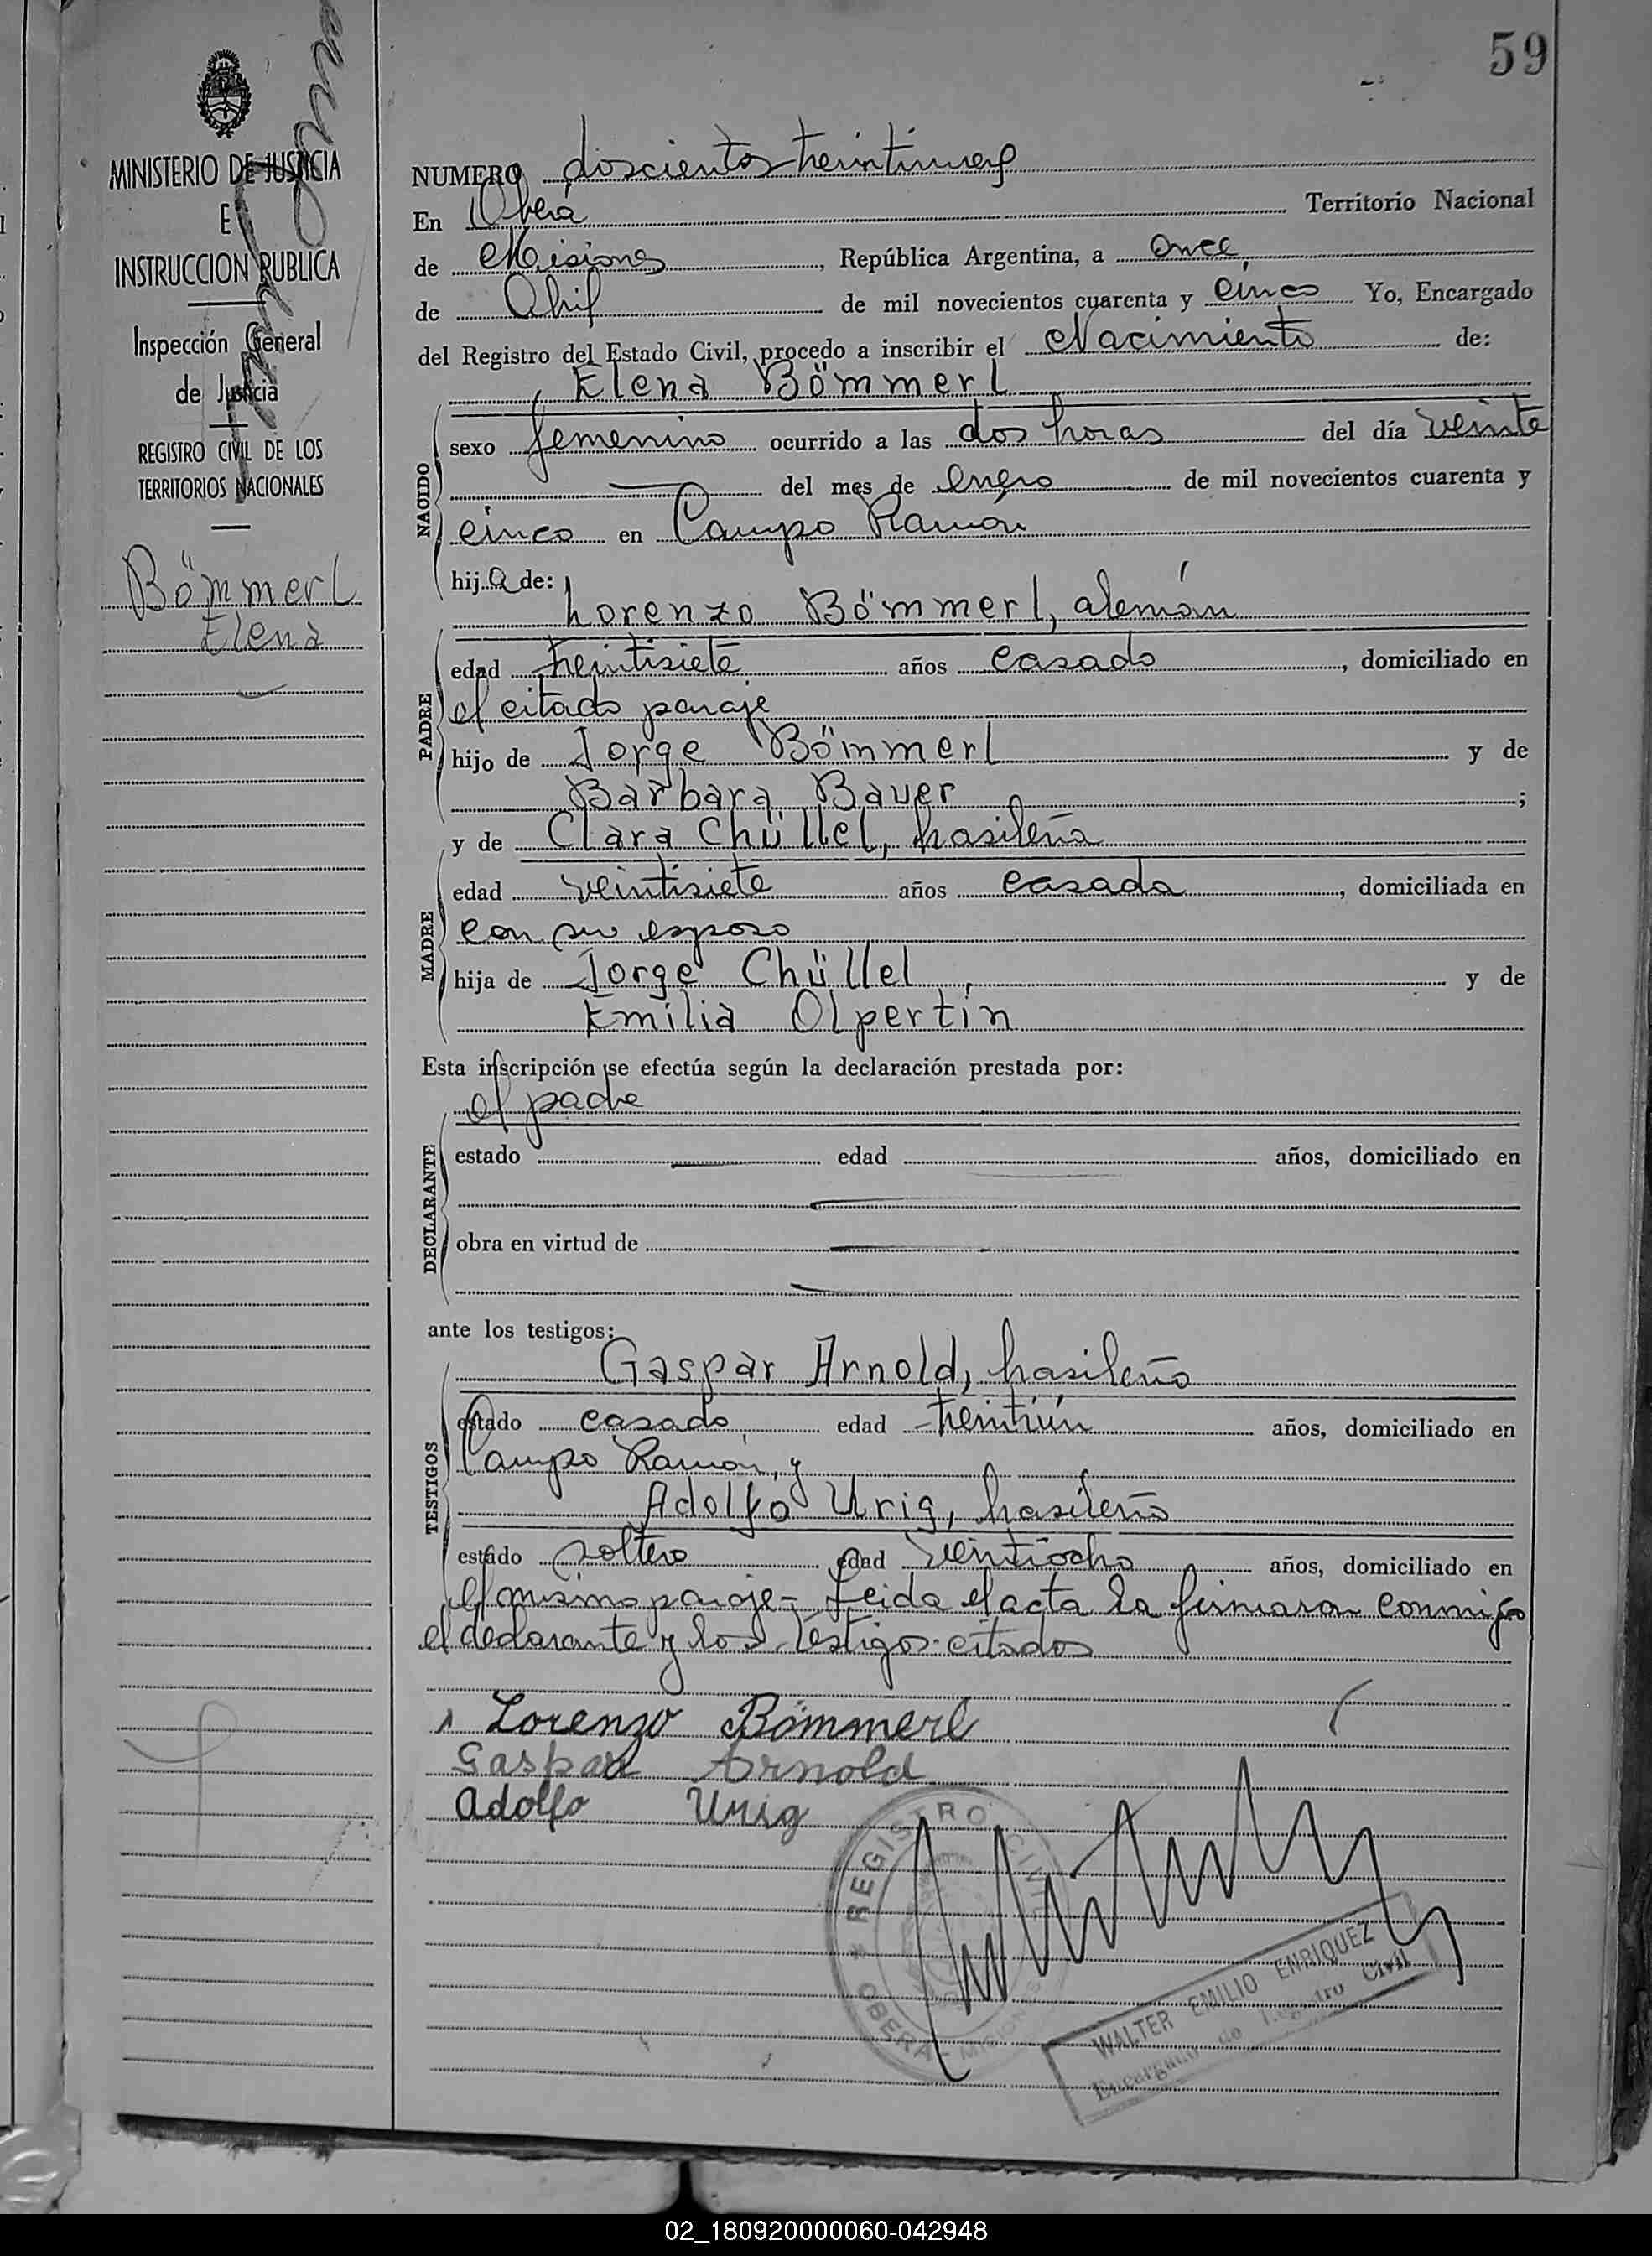 59
MINISTERIO DE JUSTICIA
E
INSTRUCCION PUBLICA
Inspección General
de Justicia
REGISTRO CIVIL DE LOS
TERRITORIOS NACIONALES
Bömmerl
Elena
NUMERO doscientos treintinueve
En Oberá Territorio Nacional
de Misiones, República Argentina, a once
de Abril de mil novecientos cuarenta y cinco Yo, Encargado
del Registro del Estado Civil, procedo a inscribir el Nacimiento de:
Elena Bömmerl
NACIDO
sexo femenino ocurrido a las dos horas del día veinte
del mes de enero de mil novecientos cuarenta y
cinco en Campo Ramón
hija de:
Lorenzo Bömmerl, alemán
PADRE
edad treintisiete años casado, domiciliado en
el citado paraje
hijo de Jorge Bömmerl y de
Bárbara Bauer;
y de Clara Chüllel, brasileña
MADRE
edad veintisiete años casada, domiciliada en
con su esposo
hija de Jorge Chüllel, y de
Emilia Olpertin
Esta inscripción se efectúa según la declaración prestada por:
el padre
DECLARANTE
estado edad años, domiciliado en
obra en virtud de
ante los testigos:
Gaspar Arnold, brasileño
TESTIGOS
estado casado edad treintiún años, domiciliado en
Campo Ramón, y
Adolfo Urig, brasileño
estado soltero edad veintiocho años, domiciliado en
el mismo paraje - Leida el acta la firmaron conmigo
el declarante y los testigos citados
Lorenzo Bömmerl
Gaspar Arnold
Adolfo Urig
REGISTRO CIVIL
OBERA - MISIONES
WALTER EMILIO ENRIQUEZ
Encargado de Registro Civil
02_180920000060-042948